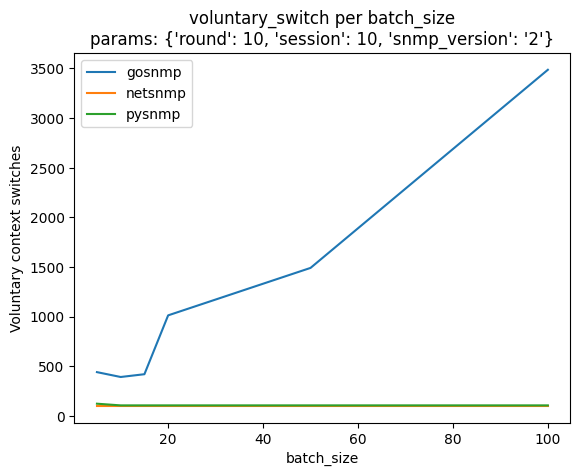 voluntary_switch per batch_size
params: {'round': 10, 'session': 10, 'snmp_version': '2'}
gosnmp
netsnmp
pysnmp
Voluntary context switches
3500
3000
2500
2000
1500
1000
500
0
20 40 60 80 100
batch_size